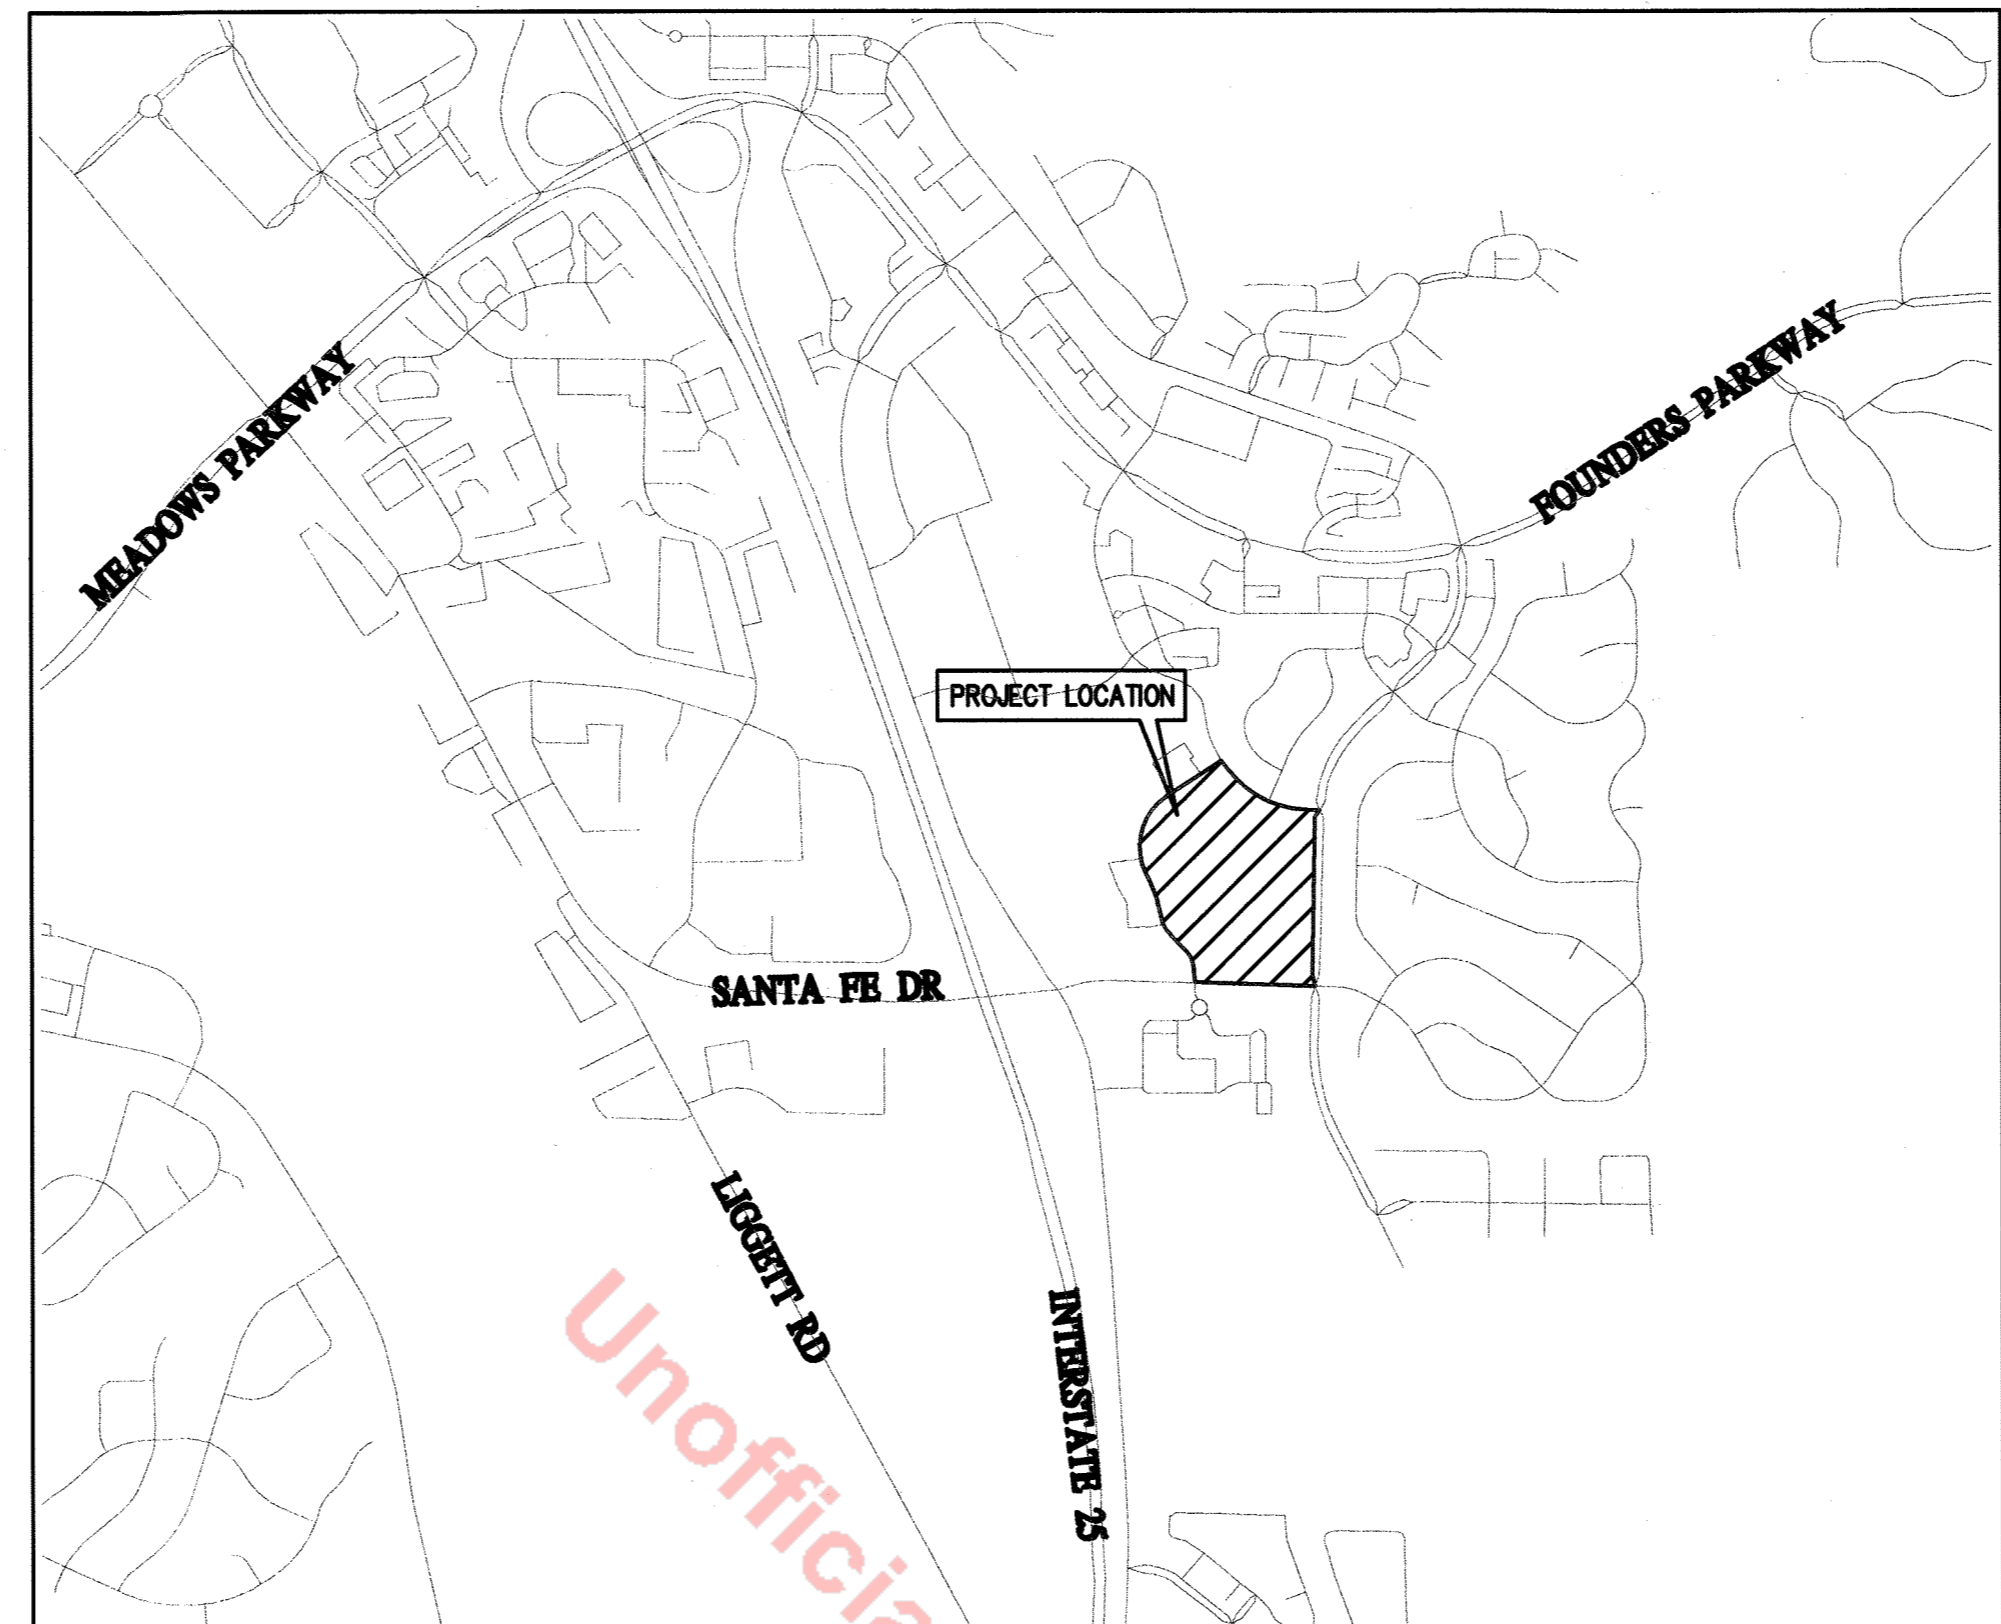 MEADOWS PARKWAY
FOUNDERS PARKWAY
PROJECT LOCATION
SANTA FE DR
LIGGETT RD
INTERSTATE 25
Unofficia